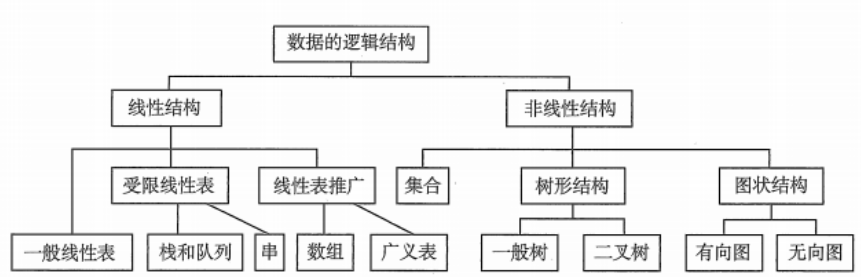 数据的逻辑结构
线性结构
非线性结构
受限线性表
线性表推广
集合
树形结构
图状结构
一般线性表
栈和队列
串
数组
广义表
一般树
二叉树
有向图
无向图